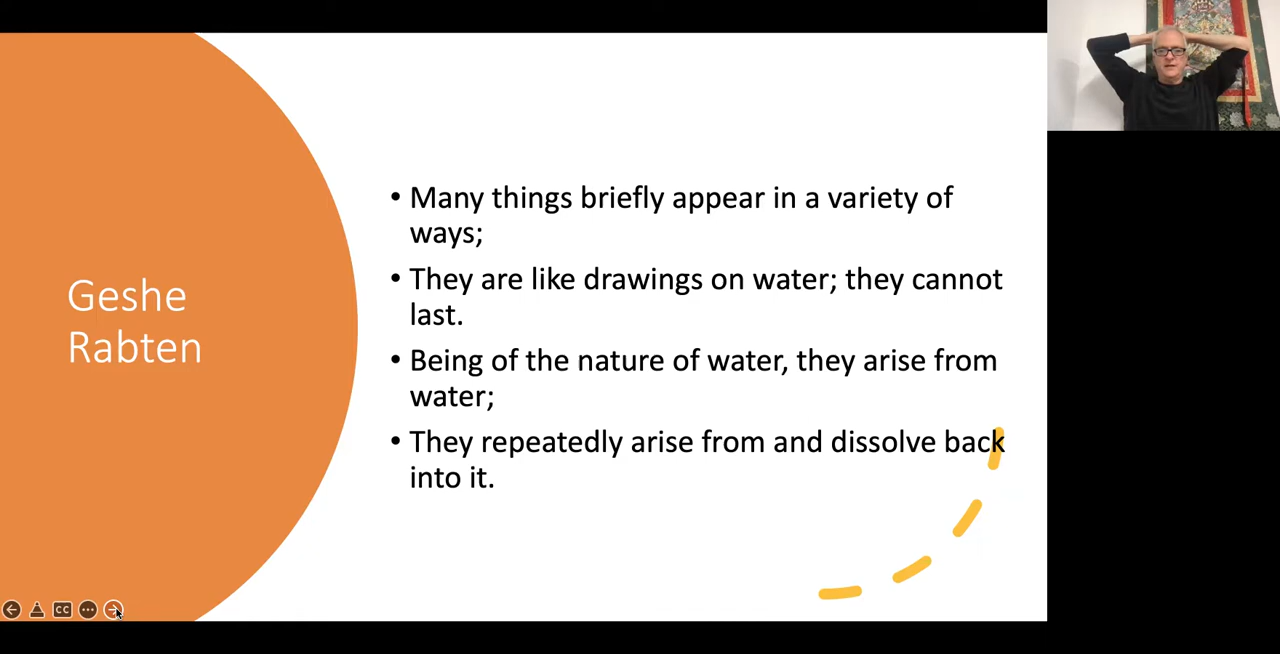 Geshe
Rabten
• Many things briefly appear in a variety of
ways;
• They are like drawings on water; they cannot
last.
• Being of the nature of water, they arise from
water;
• They repeatedly arise from and dissolve back
into it.
CC